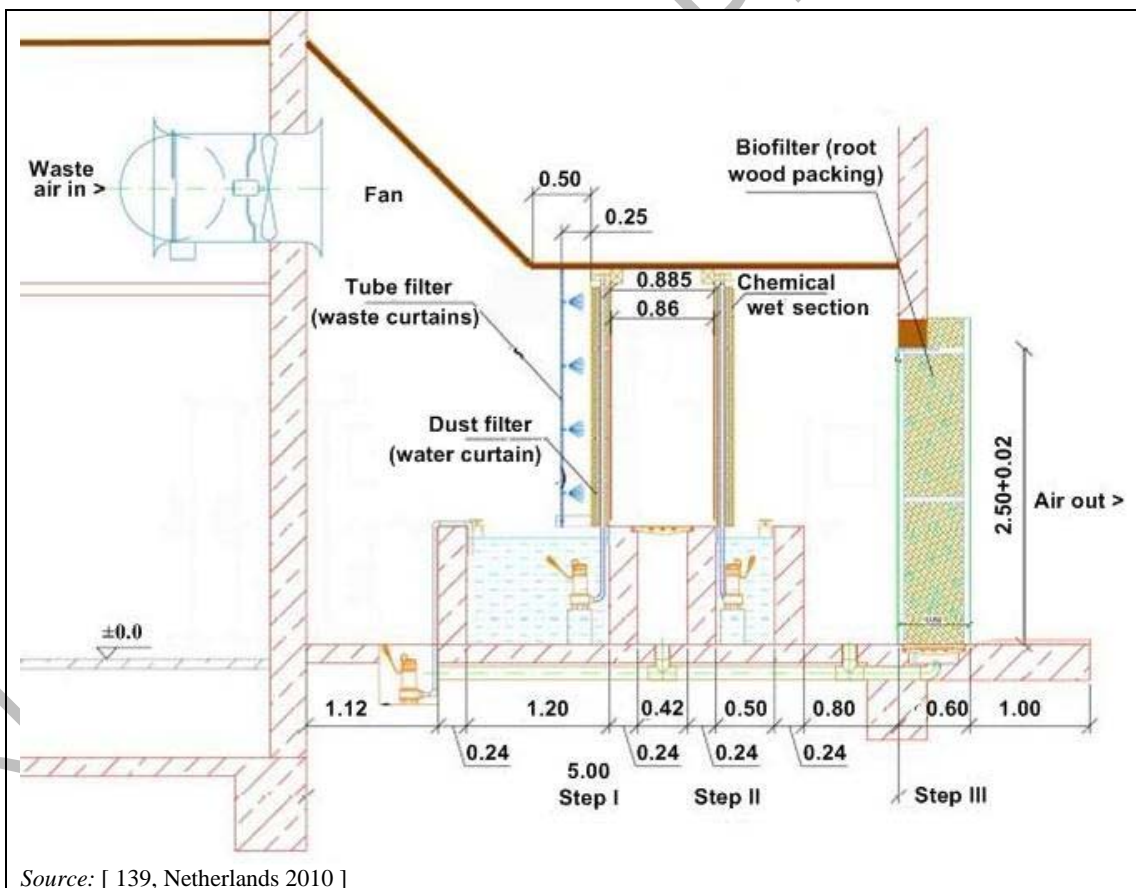 Waste
air in >
Fan
0.50
0.25
Biofilter (root
wood packing)
Tube filter
(waste curtains)
0.885
0.86
Chemical
wet section
Dust filter
(water curtain)
2.50+0.02
Air out >
±0.0
1.12
1.20
0.42
0.50
0.80
0.60
1.00
0.24
0.24
0.24
0.24
5.00
Step I
Step II
Step III
Source: [ 139, Netherlands 2010 ]